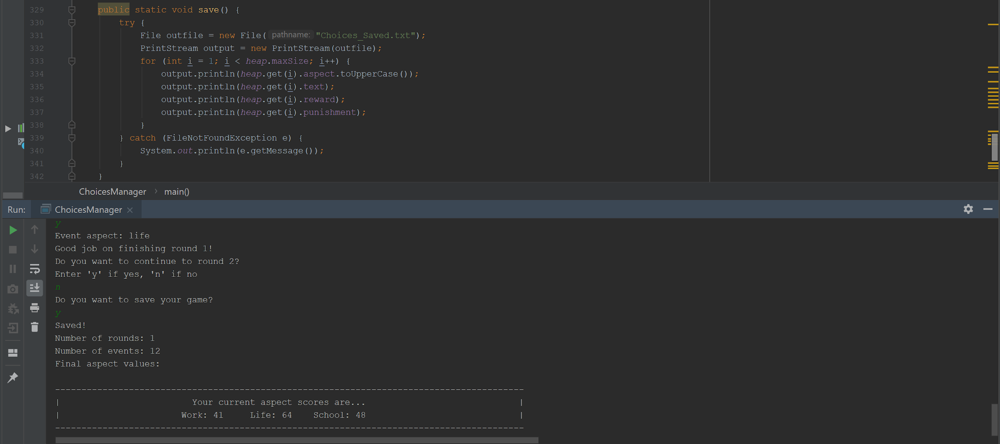 329 public static void save() {
330 try {
331 File outfile = new File( pathname: "Choices_Saved.txt");
332 PrintStream output = new PrintStream(outfile);
333 for (int i = 1; i < heap.maxSize; i++) {
334 output.println(heap.get(i).aspect.toUpperCase());
335 output.println(heap.get(i).text);
336 output.println(heap.get(i).reward);
337 output.println(heap.get(i).punishment);
338 }
339 } catch (FileNotFoundException e) {
340 System.out.println(e.getMessage());
341 }
342 }
ChoicesManager › main()
Run: ChoicesManager
y
Event aspect: life
Good job on finishing round 1!
Do you want to continue to round 2?
Enter 'y' if yes, 'n' if no
n
Do you want to save your game?
y
Saved!
Number of rounds: 1
Number of events: 12
Final aspect values:
-----------------------------------------------------------------------------------------
| Your current aspect scores are... |
| Work: 41 Life: 64 School: 48 |
-----------------------------------------------------------------------------------------